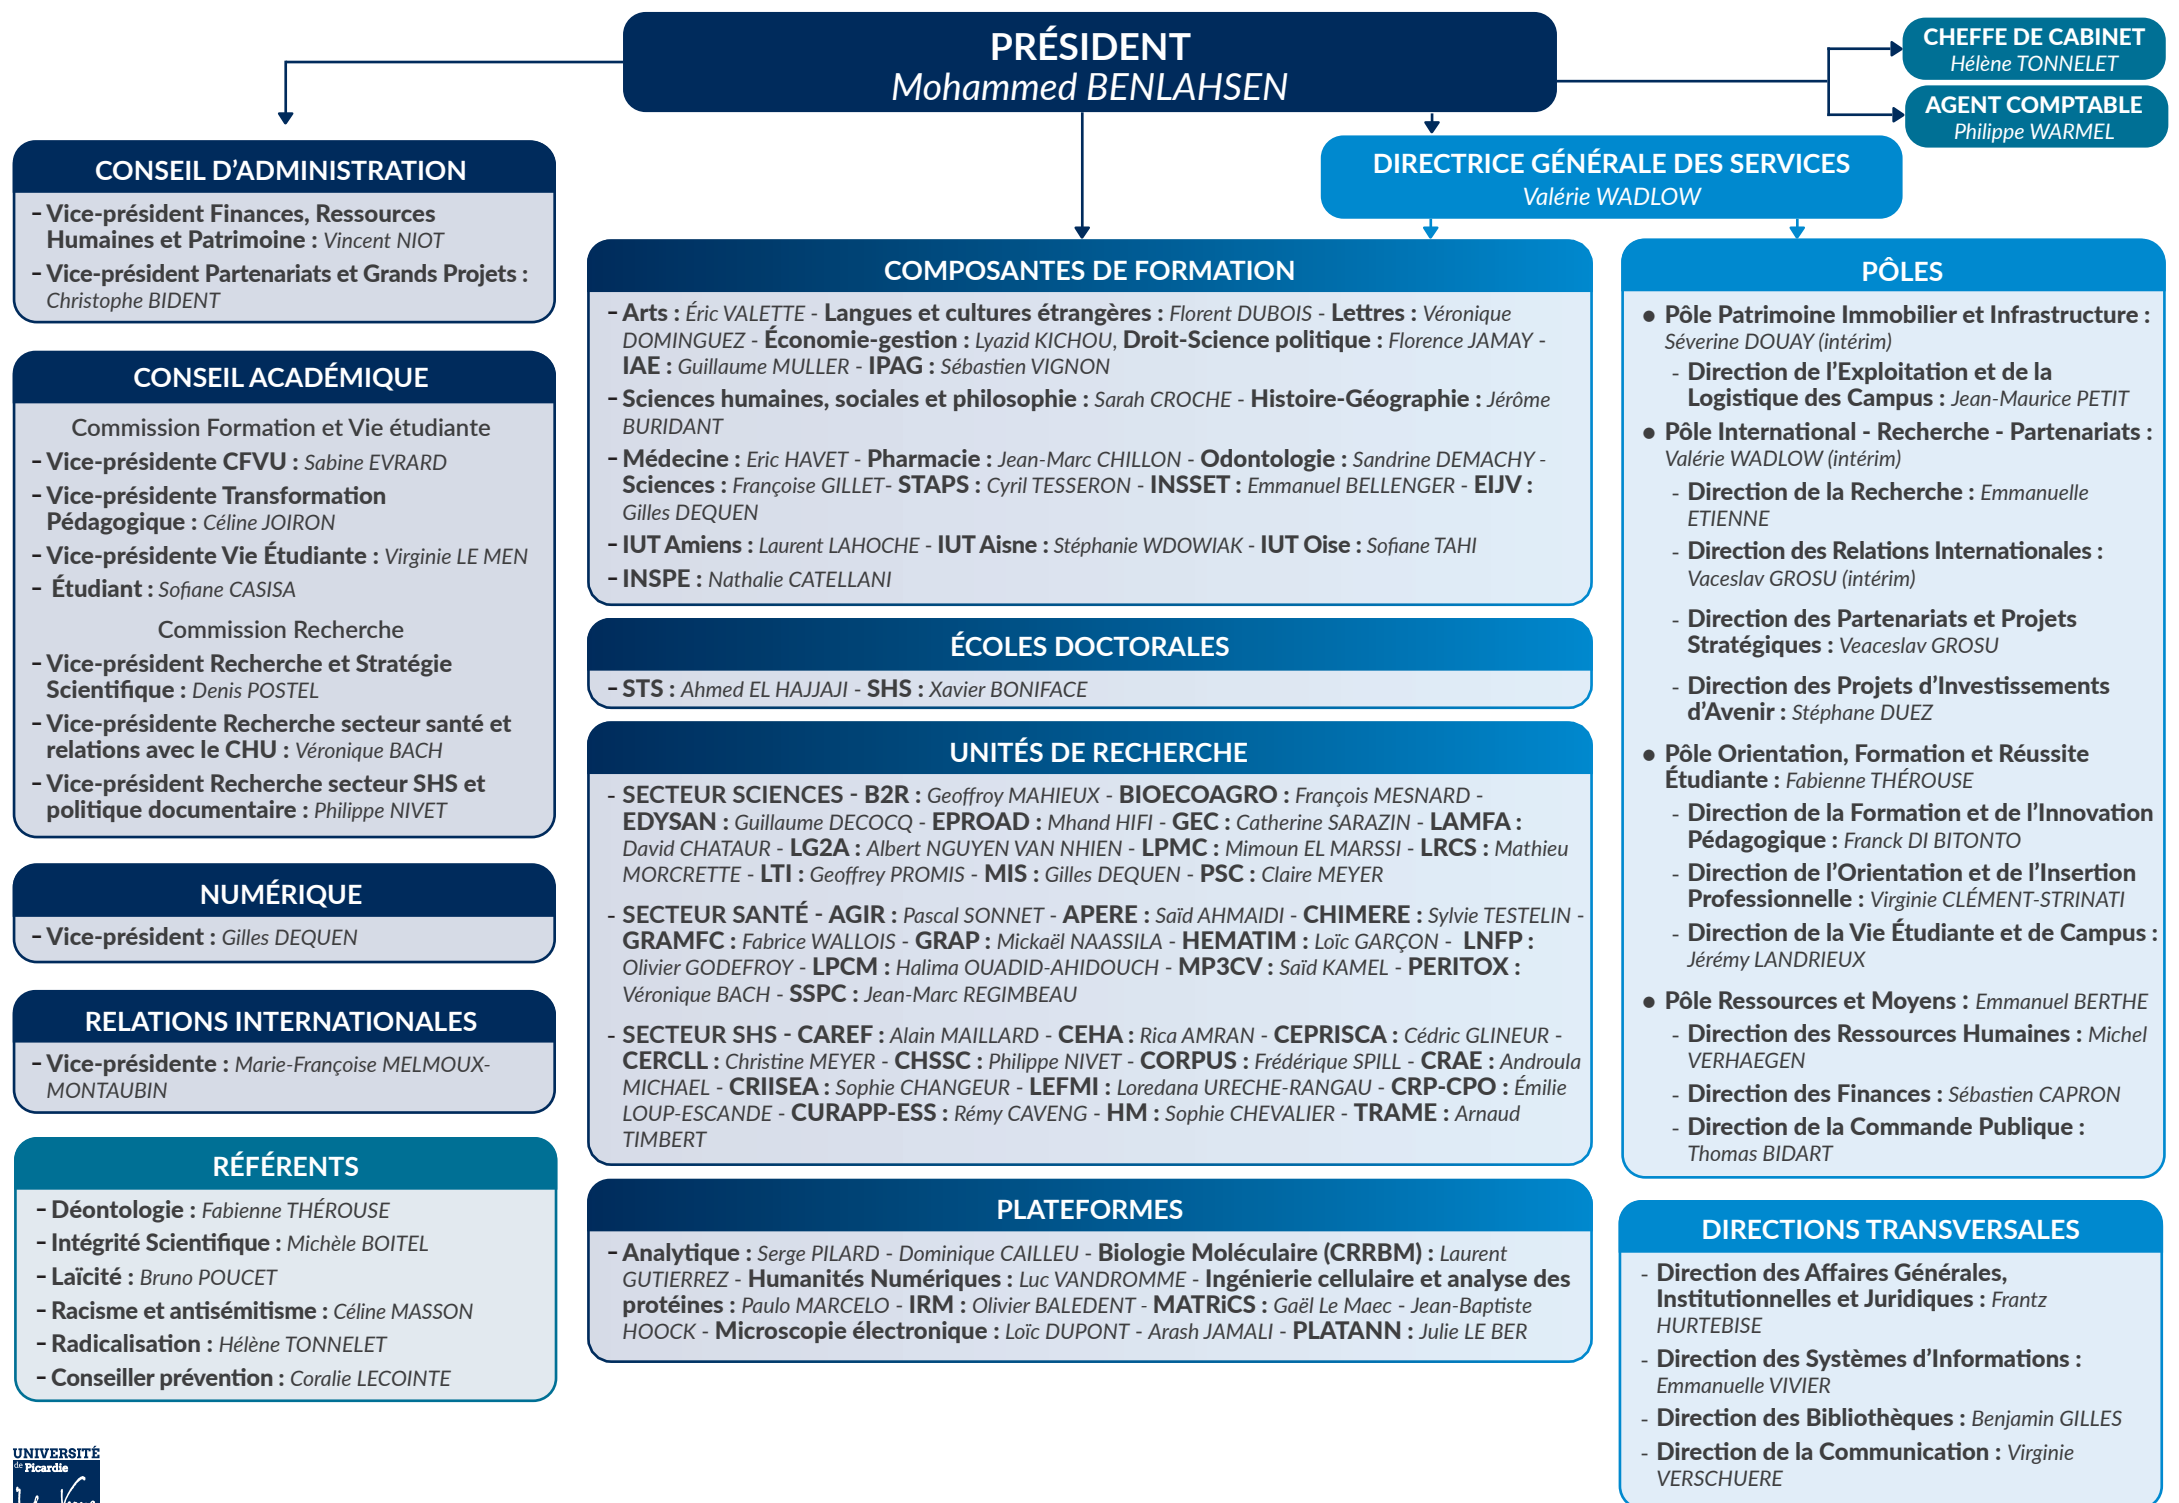 PRÉSIDENT
Mohammed BENLAHSEN
CHEFFE DE CABINET
Hélène TONNELET
AGENT COMPTABLE
Philippe WARMEL
DIRECTRICE GÉNÉRALE DES SERVICES
Valérie WADLOW
CONSEIL D’ADMINISTRATION
- Vice-président Finances, Ressources
Humaines et Patrimoine : Vincent NIOT
- Vice-président Partenariats et Grands Projets :
Christophe BIDENT
CONSEIL ACADÉMIQUE
Commission Formation et Vie étudiante
- Vice-présidente CFVU : Sabine EVRARD
- Vice-présidente Transformation
Pédagogique : Céline JOIRON
- Vice-présidente Vie Étudiante : Virginie LE MEN
- Étudiant : Sofiane CASISA
Commission Recherche
- Vice-président Recherche et Stratégie
Scientifique : Denis POSTEL
- Vice-présidente Recherche secteur santé et
relations avec le CHU : Véronique BACH
- Vice-président Recherche secteur SHS et
politique documentaire : Philippe NIVET
NUMÉRIQUE
- Vice-président : Gilles DEQUEN
RELATIONS INTERNATIONALES
- Vice-présidente : Marie-Françoise MELMOUX-
MONTAUBIN
RÉFÉRENTS
- Déontologie : Fabienne THÉROUSE
- Intégrité Scientifique : Michèle BOITEL
- Laïcité : Bruno POUCET
- Racisme et antisémitisme : Céline MASSON
- Radicalisation : Hélène TONNELET
- Conseiller prévention : Coralie LECOINTE
UNIVERSITÉ
de Picardie
Jules Verne
COMPOSANTES DE FORMATION
- Arts : Éric VALETTE - Langues et cultures étrangères : Florent DUBOIS - Lettres : Véronique
DOMINGUEZ - Économie-gestion : Lyazid KICHOU, Droit-Science politique : Florence JAMAY -
IAE : Guillaume MULLER - IPAG : Sébastien VIGNON
- Sciences humaines, sociales et philosophie : Sarah CROCHE - Histoire-Géographie : Jérôme
BURIDANT
- Médecine : Eric HAVET - Pharmacie : Jean-Marc CHILLON - Odontologie : Sandrine DEMACHY -
Sciences : Françoise GILLET- STAPS : Cyril TESSERON - INSSET : Emmanuel BELLENGER - EIJV :
Gilles DEQUEN
- IUT Amiens : Laurent LAHOCHE - IUT Aisne : Stéphanie WDOWIAK - IUT Oise : Sofiane TAHI
- INSPE : Nathalie CATELLANI
ÉCOLES DOCTORALES
- STS : Ahmed EL HAJJAJI - SHS : Xavier BONIFACE
UNITÉS DE RECHERCHE
- SECTEUR SCIENCES - B2R : Geoffroy MAHIEUX - BIOECOAGRO : François MESNARD -
EDYSAN : Guillaume DECOCQ - EPROAD : Mhand HIFI - GEC : Catherine SARAZIN - LAMFA :
David CHATAUR - LG2A : Albert NGUYEN VAN NHIEN - LPMC : Mimoun EL MARSSI - LRCS : Mathieu
MORCRETTE - LTI : Geoffrey PROMIS - MIS : Gilles DEQUEN - PSC : Claire MEYER
- SECTEUR SANTÉ - AGIR : Pascal SONNET - APERE : Saïd AHMAIDI - CHIMERE : Sylvie TESTELIN -
GRAMFC : Fabrice WALLOIS - GRAP : Mickaël NAASSILA - HEMATIM : Loïc GARÇON - LNFP :
Olivier GODEFROY - LPCM : Halima OUADID-AHIDOUCH - MP3CV : Saïd KAMEL - PERITOX :
Véronique BACH - SSPC : Jean-Marc REGIMBEAU
- SECTEUR SHS - CAREF : Alain MAILLARD - CEHA : Rica AMRAN - CEPRISCA : Cédric GLINEUR -
CERCLL : Christine MEYER - CHSSC : Philippe NIVET - CORPUS : Frédérique SPILL - CRAE : Androula
MICHAEL - CRIISEA : Sophie CHANGEUR - LEFMI : Loredana URECHE-RANGAU - CRP-CPO : Émilie
LOUP-ESCANDE - CURAPP-ESS : Rémy CAVENG - HM : Sophie CHEVALIER - TRAME : Arnaud
TIMBERT
PLATEFORMES
- Analytique : Serge PILARD - Dominique CAILLEU - Biologie Moléculaire (CRRBM) : Laurent
GUTIERREZ - Humanités Numériques : Luc VANDROMME - Ingénierie cellulaire et analyse des
protéines : Paulo MARCELO - IRM : Olivier BALEDENT - MATRiCS : Gaël Le Maec - Jean-Baptiste
HOOCK - Microscopie électronique : Loïc DUPONT - Arash JAMALI - PLATANN : Julie LE BER
PÔLES
● Pôle Patrimoine Immobilier et Infrastructure :
Séverine DOUAY (intérim)
- Direction de l’Exploitation et de la
Logistique des Campus : Jean-Maurice PETIT
● Pôle International - Recherche - Partenariats :
Valérie WADLOW (intérim)
- Direction de la Recherche : Emmanuelle
ETIENNE
- Direction des Relations Internationales :
Vaceslav GROSU (intérim)
- Direction des Partenariats et Projets
Stratégiques : Veaceslav GROSU
- Direction des Projets d’Investissements
d’Avenir : Stéphane DUEZ
● Pôle Orientation, Formation et Réussite
Étudiante : Fabienne THÉROUSE
- Direction de la Formation et de l’Innovation
Pédagogique : Franck DI BITONTO
- Direction de l’Orientation et de l’Insertion
Professionnelle : Virginie CLÉMENT-STRINATI
- Direction de la Vie Étudiante et de Campus :
Jérémy LANDRIEUX
● Pôle Ressources et Moyens : Emmanuel BERTHE
- Direction des Ressources Humaines : Michel
VERHAEGEN
- Direction des Finances : Sébastien CAPRON
- Direction de la Commande Publique :
Thomas BIDART
DIRECTIONS TRANSVERSALES
- Direction des Affaires Générales,
Institutionnelles et Juridiques : Frantz
HURTEBISE
- Direction des Systèmes d’Informations :
Emmanuelle VIVIER
- Direction des Bibliothèques : Benjamin GILLES
- Direction de la Communication : Virginie
VERSCHUERE